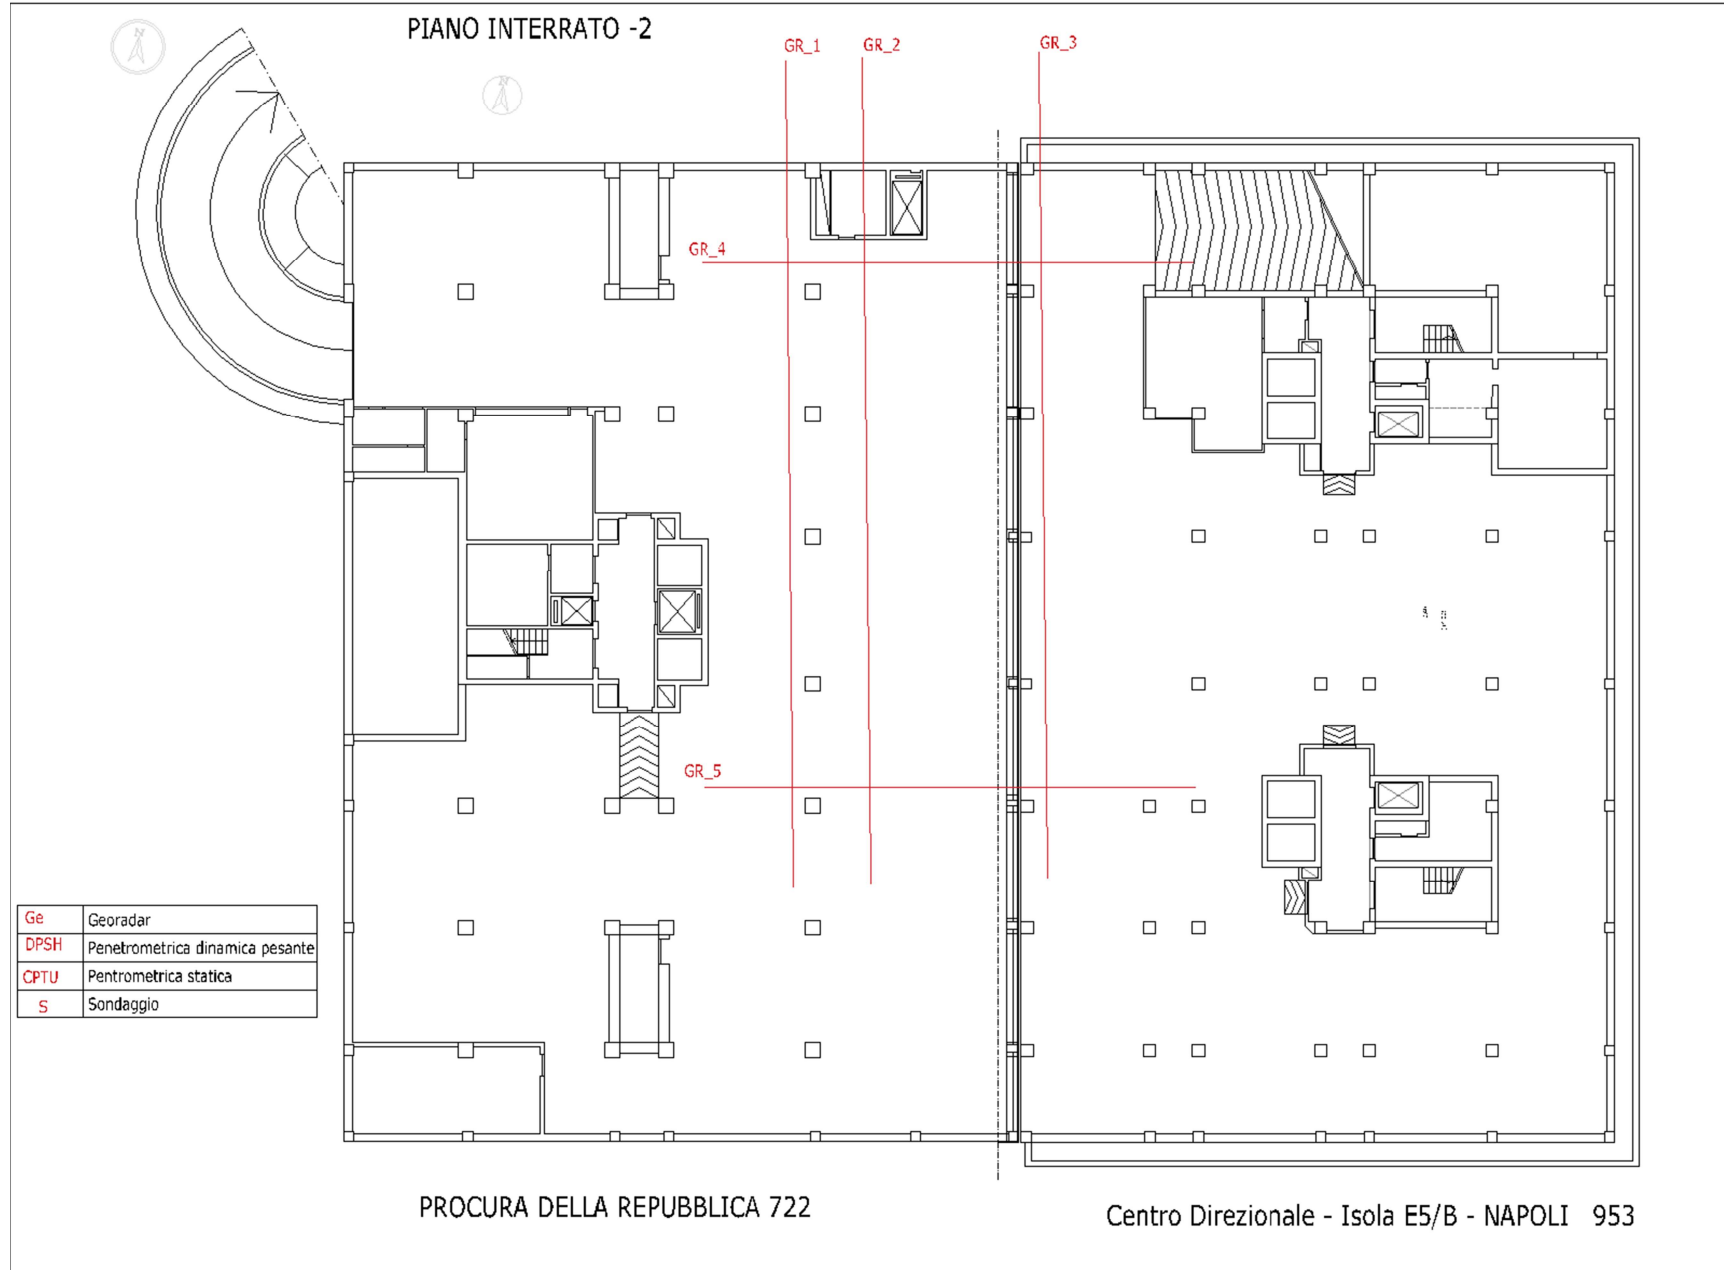 PIANO INTERRATO -2
N
N
GR_1
GR_2
GR_3
GR_4
GR_5
Ge Georadar
DPSH Penetrometrica dinamica pesante
CPTU Pentrometrica statica
S Sondaggio
PROCURA DELLA REPUBBLICA 722
Centro Direzionale - Isola E5/B - NAPOLI 953